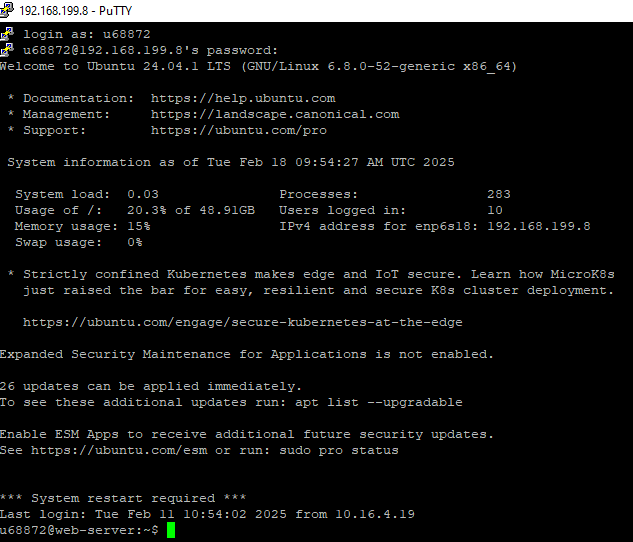 192.168.199.8 - PuTTY
login as: u68872
u68872@192.168.199.8's password:
Welcome to Ubuntu 24.04.1 LTS (GNU/Linux 6.8.0-52-generic x86_64)
* Documentation:  https://help.ubuntu.com
* Management:     https://landscape.canonical.com
* Support:        https://ubuntu.com/pro
System information as of Tue Feb 18 09:54:27 AM UTC 2025
System load:  0.03               Processes:               283
Usage of /:   20.3% of 48.91GB   Users logged in:         10
Memory usage: 15%                IPv4 address for enp6s18: 192.168.199.8
Swap usage:   0%
* Strictly confined Kubernetes makes edge and IoT secure. Learn how MicroK8s
just raised the bar for easy, resilient and secure K8s cluster deployment.
https://ubuntu.com/engage/secure-kubernetes-at-the-edge
Expanded Security Maintenance for Applications is not enabled.
26 updates can be applied immediately.
To see these additional updates run: apt list --upgradable
Enable ESM Apps to receive additional future security updates.
See https://ubuntu.com/esm or run: sudo pro status
*** System restart required ***
Last login: Tue Feb 11 10:54:02 2025 from 10.16.4.19
u68872@web-server:~$